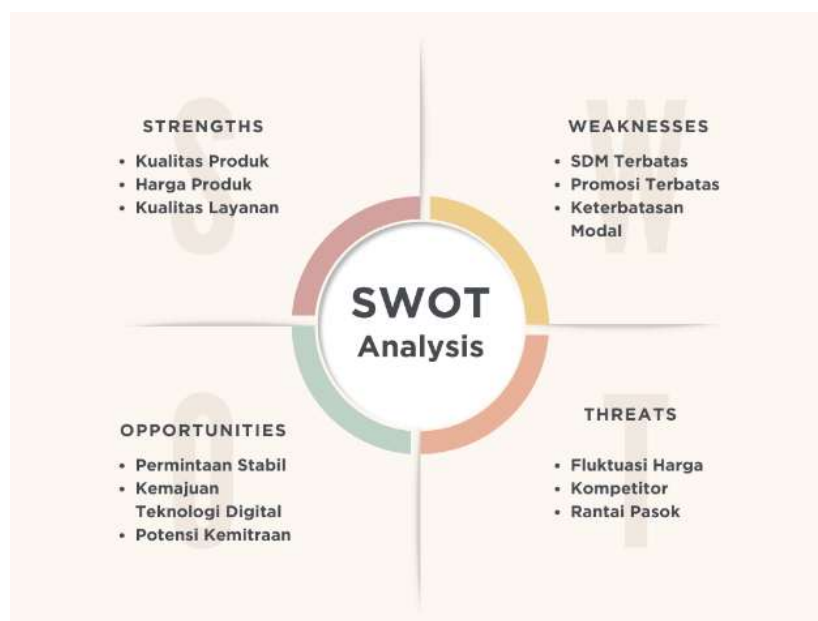 STRENGTHS
• Kualitas Produk
• Harga Produk
• Kualitas Layanan
WEAKNESSES
• SDM Terbatas
• Promosi Terbatas
• Keterbatasan
Modal
SWOT
Analysis
OPPORTUNITIES
• Permintaan Stabil
• Kemajuan
Teknologi Digital
• Potensi Kemitraan
THREATS
• Fluktuasi Harga
• Kompetitor
• Rantai Pasok
S
W
O
T